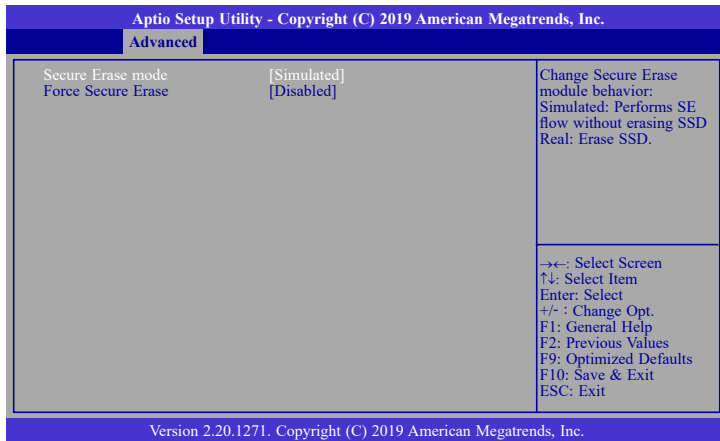 Aptio Setup Utility - Copyright (C) 2019 American Megatrends, Inc.
Advanced
Secure Erase mode [Simulated]
Force Secure Erase [Disabled]
Change Secure Erase
module behavior:
Simulated: Performs SE
flow without erasing SSD
Real: Erase SSD.
→←: Select Screen
↑↓: Select Item
Enter: Select
+/- : Change Opt.
F1: General Help
F2: Previous Values
F9: Optimized Defaults
F10: Save & Exit
ESC: Exit
Version 2.20.1271. Copyright (C) 2019 American Megatrends, Inc.